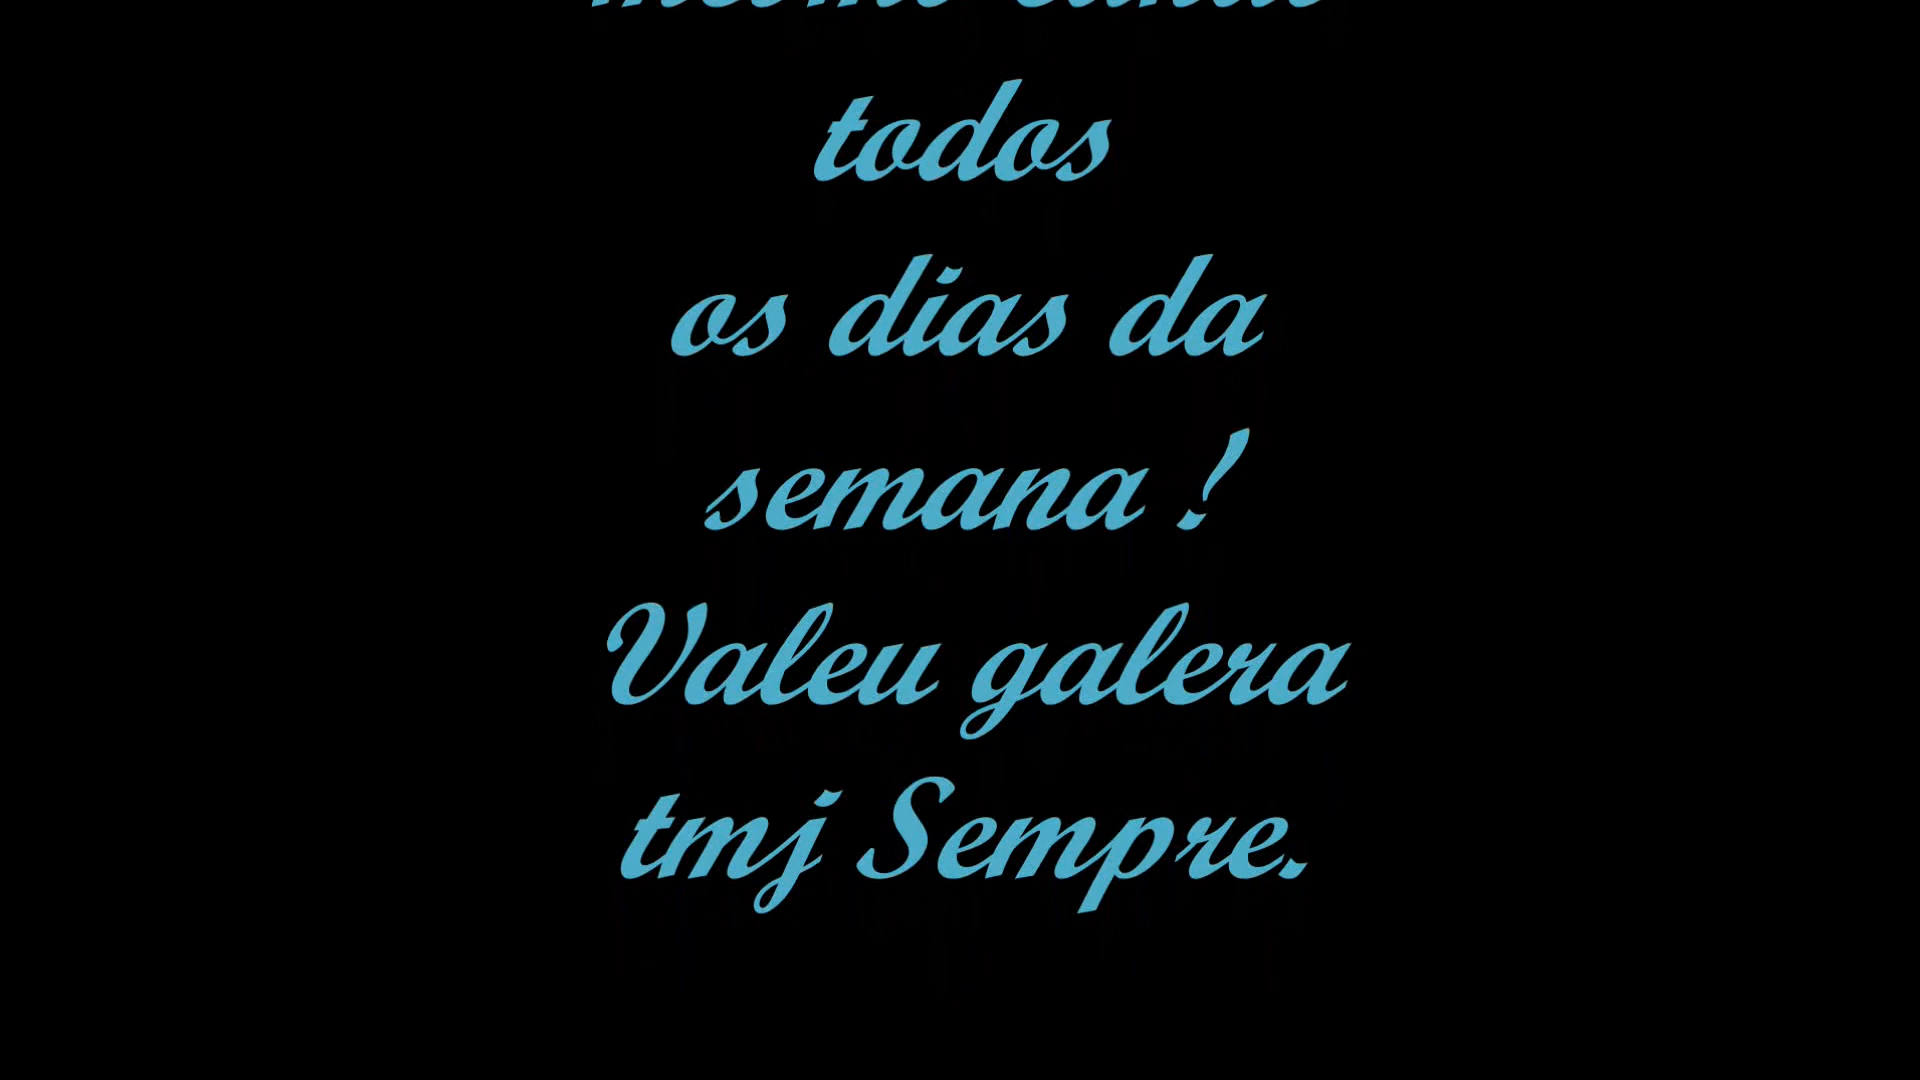 todos
os dias da
semana !
Valeu galera
tmj Sempre.